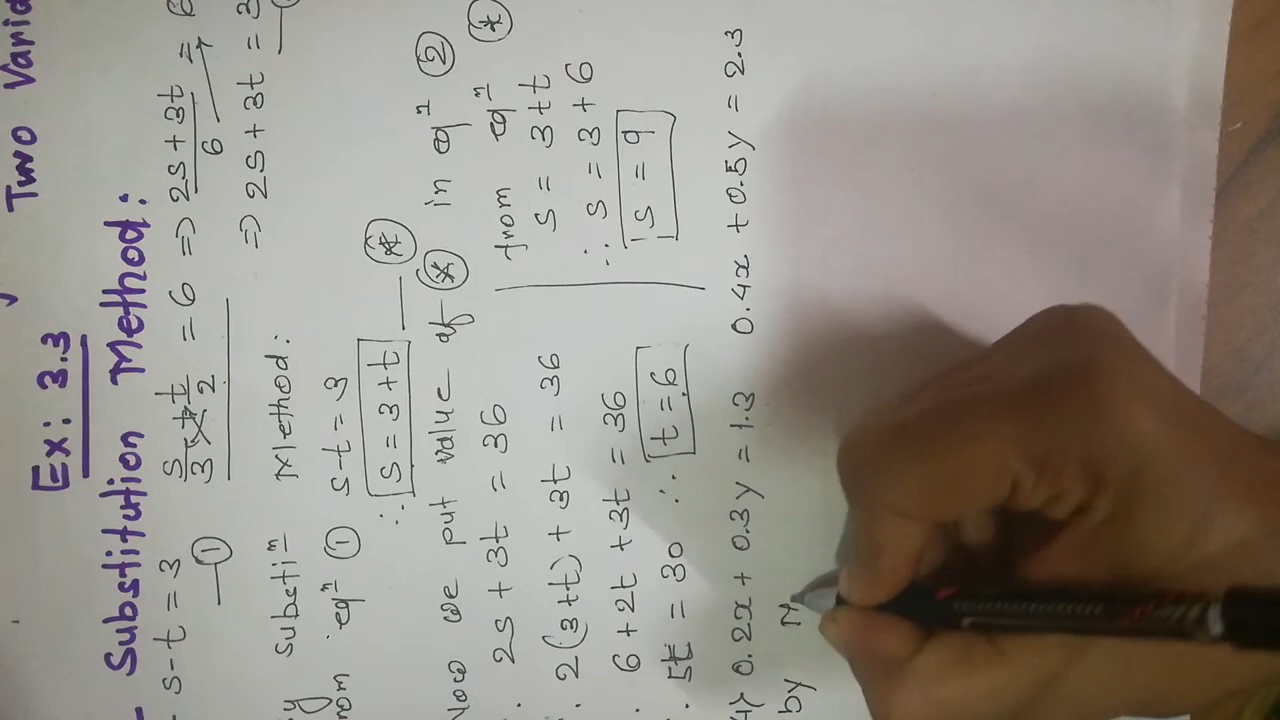 Two Varia
Ex: 3.3
Substitution Method:
s-t = 3 s/3 + t/2 = 6 ⇒ 2s + 3t/6 = 6
①
⇒ 2s + 3t = 3
substiⁿ Method:
eqⁿ ① s-t = 3
∴ s = 3+t — *
Now we put value of * in eqⁿ ②
2s + 3t = 36 from eqⁿ *
∴ 2(3+t) + 3t = 36 s = 3+t
∴ 6+2t+3t = 36 ∴ s = 3+6
∴ 5t = 30 ∴ t = 6 s = 9
4) 0.2x + 0.3y = 1.3 0.4x + 0.5y = 2.3
by